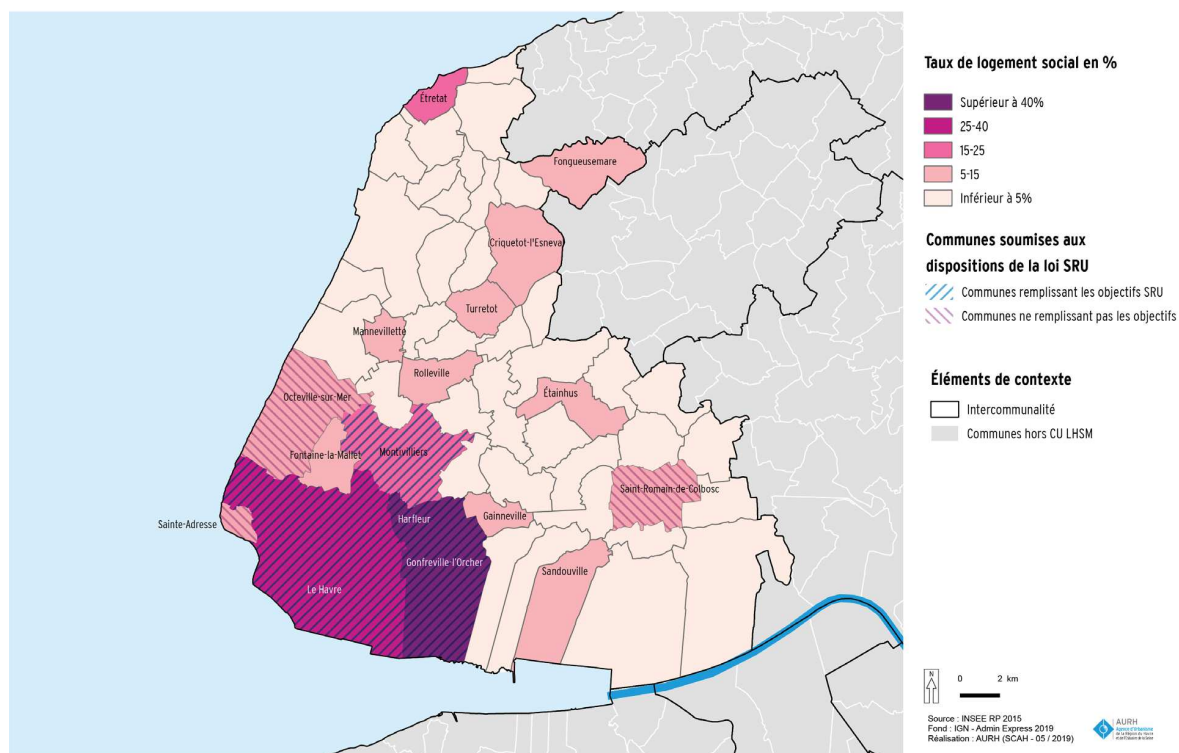 Étretat
Fongueusemare
Criquetot-l'Esneva
Turretot
Mannevillette
Rolleville
Étainhus
Octeville-sur-Mer
Fontaine-la-Mallet
Montivilliers
Saint-Romain-de-Colbosc
Sainte-Adresse
Harfleur
Gainneville
Gonfreville-l'Orcher
Sandouville
Le Havre
Taux de logement social en %
Supérieur à 40%
25-40
15-25
5-15
Inférieur à 5%
Communes soumises aux
dispositions de la loi SRU
Communes remplissant les objectifs SRU
Communes ne remplissant pas les objectifs
Éléments de contexte
Intercommunalité
Communes hors CU LHSM
N
0 2 km
Source : INSEE RP 2015
Fond : IGN - Admin Express 2019
Réalisation : AURH (SCAH - 05 / 2019)
AURH